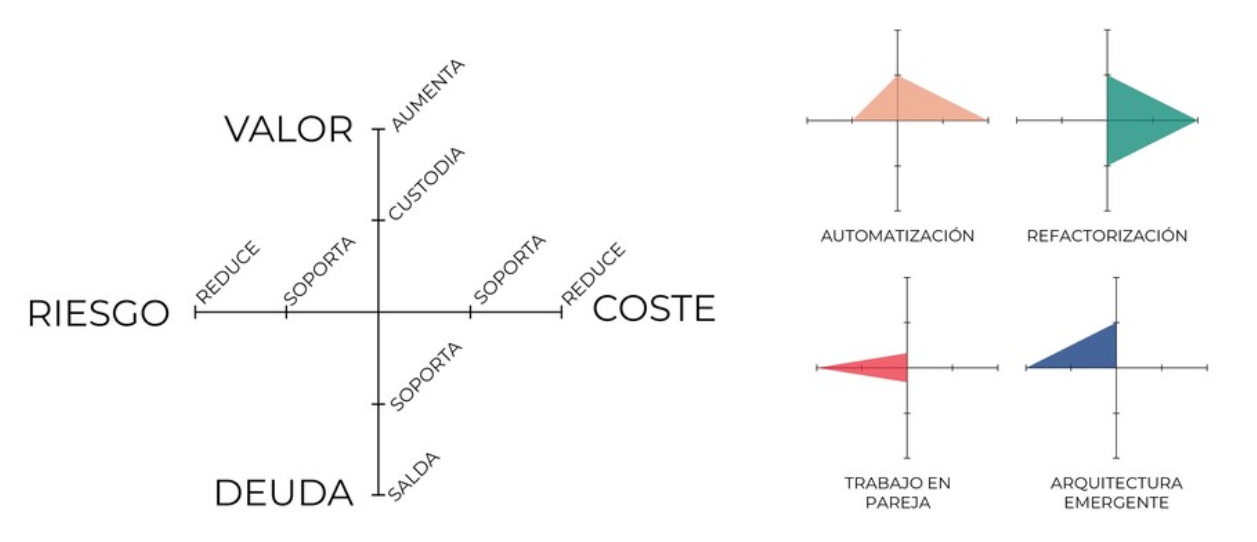 VALOR
AUMENTA
CUSTODIA
RIESGO
REDUCE
SOPORTA
SOPORTA
REDUCE
COSTE
SOPORTA
DEUDA
SALDA
AUTOMATIZACIÓN
REFACTORIZACIÓN
TRABAJO EN
PAREJA
ARQUITECTURA
EMERGENTE